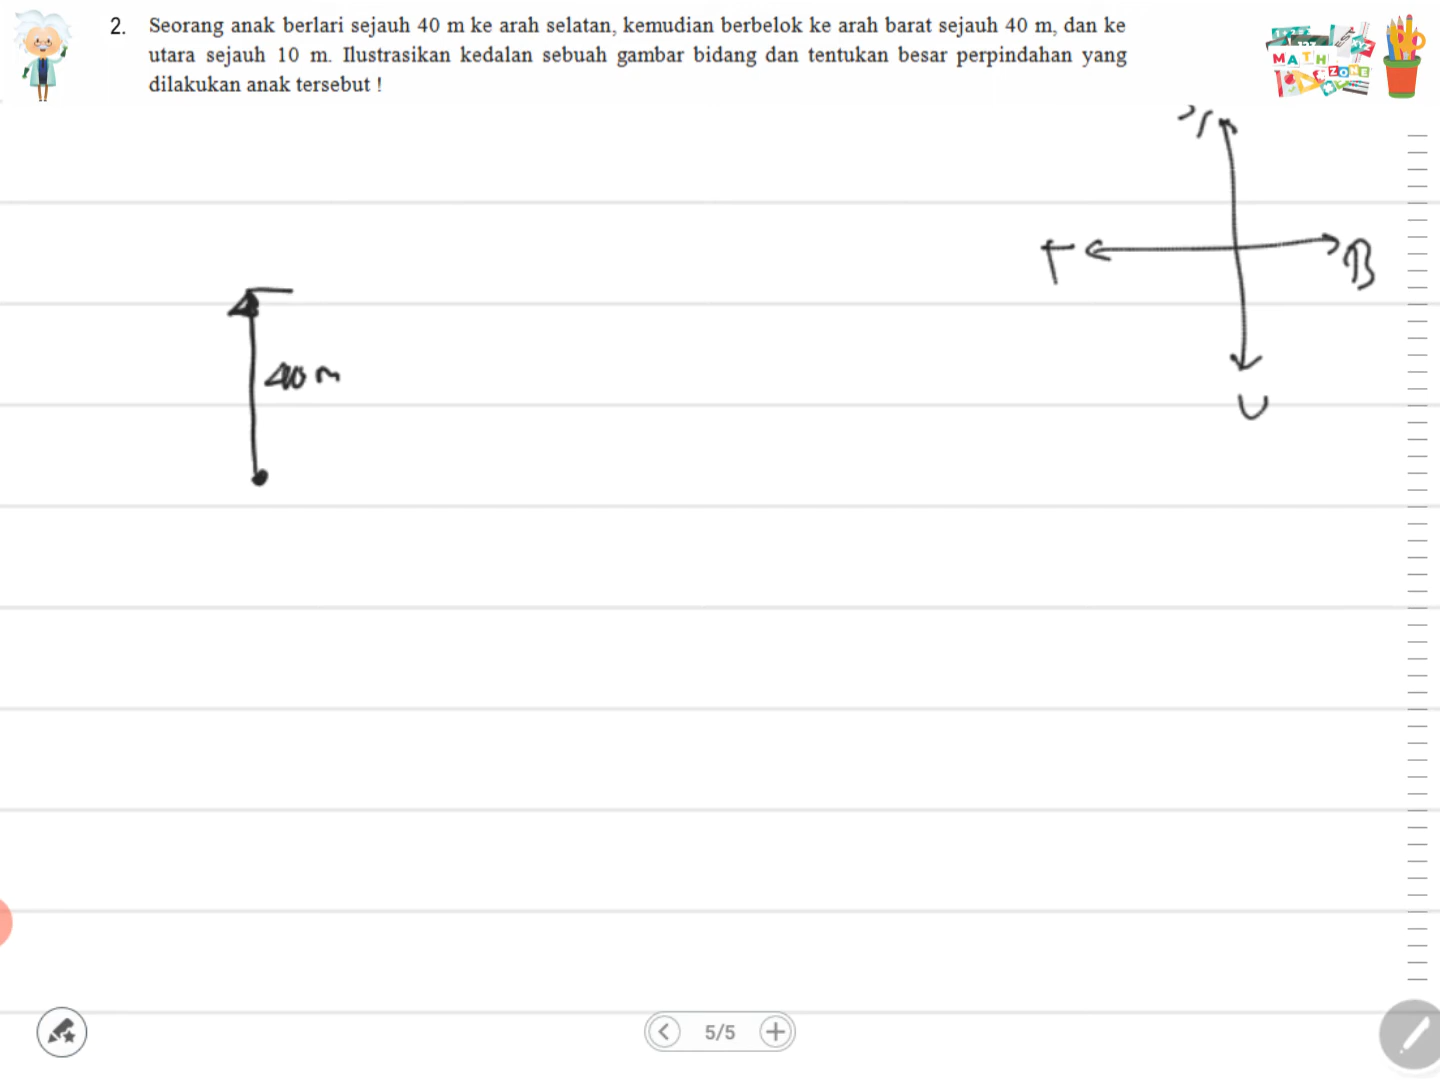 2. Seorang anak berlari sejauh 40 m ke arah selatan, kemudian berbelok ke arah barat sejauh 40 m, dan ke
utara sejauh 10 m. Ilustrasikan kedalan sebuah gambar bidang dan tentukan besar perpindahan yang
dilakukan anak tersebut !
MATH
ZONE
T
B
40 m
U
5/5